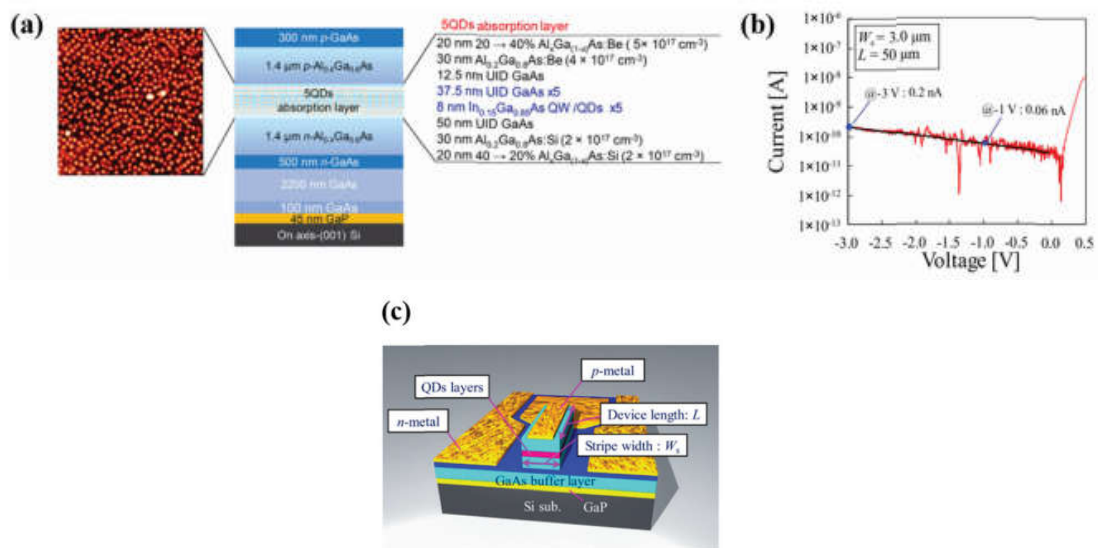 (a)
300 nm p-GaAs
1.4 μm p-Al₀.₄Ga₀.₆As
5QDs
absorption layer
1.4 μm n-Al₀.₄Ga₀.₆As
500 nm n-GaAs
2200 nm GaAs
100 nm GaAs
45 nm GaP
On axis-(001) Si
5QDs absorption layer
20 nm 20 → 40% AlₓGa₍₁₋ₓ₎As:Be ( 5× 10¹⁷ cm⁻³)
30 nm Al₀.₂Ga₀.₈As:Be (4 × 10¹⁷ cm⁻³)
12.5 nm UID GaAs
37.5 nm UID GaAs x5
8 nm In₀.₁₅Ga₀.₈₅As QW /QDs x5
50 nm UID GaAs
30 nm Al₀.₂Ga₀.₈As:Si (2 × 10¹⁷ cm⁻³)
20 nm 40 → 20% AlₓGa₍₁₋ₓ₎As:Si (2 × 10¹⁷ cm⁻³)
(b)
Current [A]
1×10⁻⁶
1×10⁻⁷
1×10⁻⁸
1×10⁻⁹
1×10⁻¹⁰
1×10⁻¹¹
1×10⁻¹²
1×10⁻¹³
Wₛ = 3.0 μm
L = 50 μm
@-3 V : 0.2 nA
@-1 V : 0.06 nA
-3.0 -2.5 -2.0 -1.5 -1.0 -0.5 0.0 0.5
Voltage [V]
(c)
p-metal
QDs layers
n-metal
Device length: L
Stripe width : Wₛ
GaAs buffer layer
Si sub.
GaP